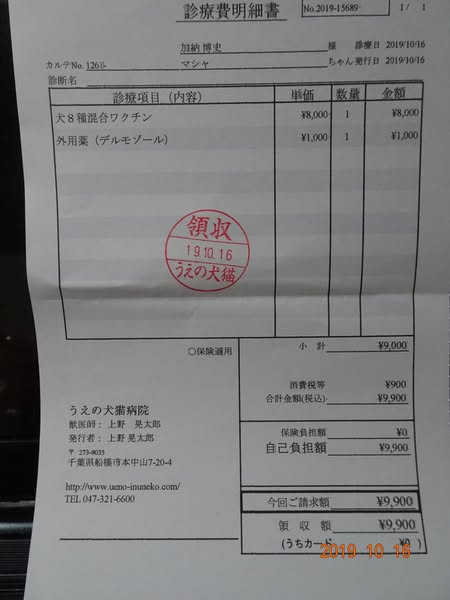 診療費明細書
No.2019-15689
1 / 1
加納 博史 様 診療日 2019/10/16
カルテNo. 1261- マシャ ちゃん 発行日 2019/10/16
診断名
診療項目（内容） 単価 数量 金額
犬８種混合ワクチン ¥8,000 1 ¥8,000
外用薬（デルモゾール） ¥1,000 1 ¥1,000
領収
19.10.16
うえの犬猫
小 計 ¥9,000
〇保険適用
消費税等 ¥900
合計金額(税込) ¥9,900
保険負担額 ¥0
自己負担額 ¥9,900
うえの犬猫病院
獣医師： 上野 晃太郎
発行者： 上野 晃太郎
〒 273-0035
千葉県船橋市本中山7-20-4
http://www.ueno-inuneko.com/
TEL 047-321-6600
今回ご請求額 ¥9,900
領 収 額 ¥9,900
(うちカード ¥0 )
2019 10 16